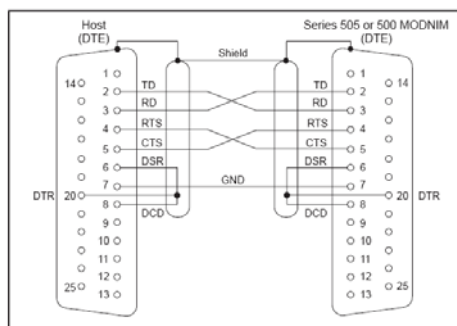 Host
(DTE)
Series 505 or 500 MODNIM
(DTE)
Shield
14 1 1 14
2 TD TD 2
3 RD RD 3
4 RTS RTS 4
5 CTS CTS 5
6 DSR DSR 6
7 GND 7
DTR 20 8 DCD DCD 8 20 DTR
9 9
10 10
11 11
12 12
25 13 13 25